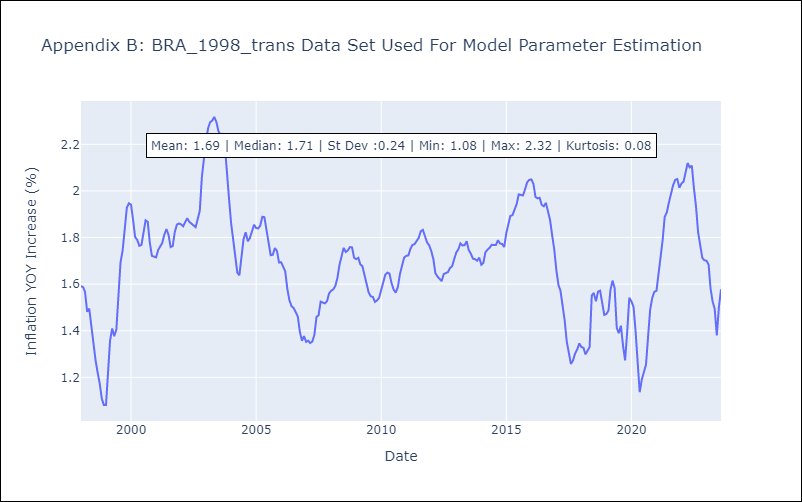 Appendix B: BRA_1998_trans Data Set Used For Model Parameter Estimation
Mean: 1.69 | Median: 1.71 | St Dev :0.24 | Min: 1.08 | Max: 2.32 | Kurtosis: 0.08
Inflation YOY Increase (%)
2.2
2
1.8
1.6
1.4
1.2
2000
2005
2010
2015
2020
Date